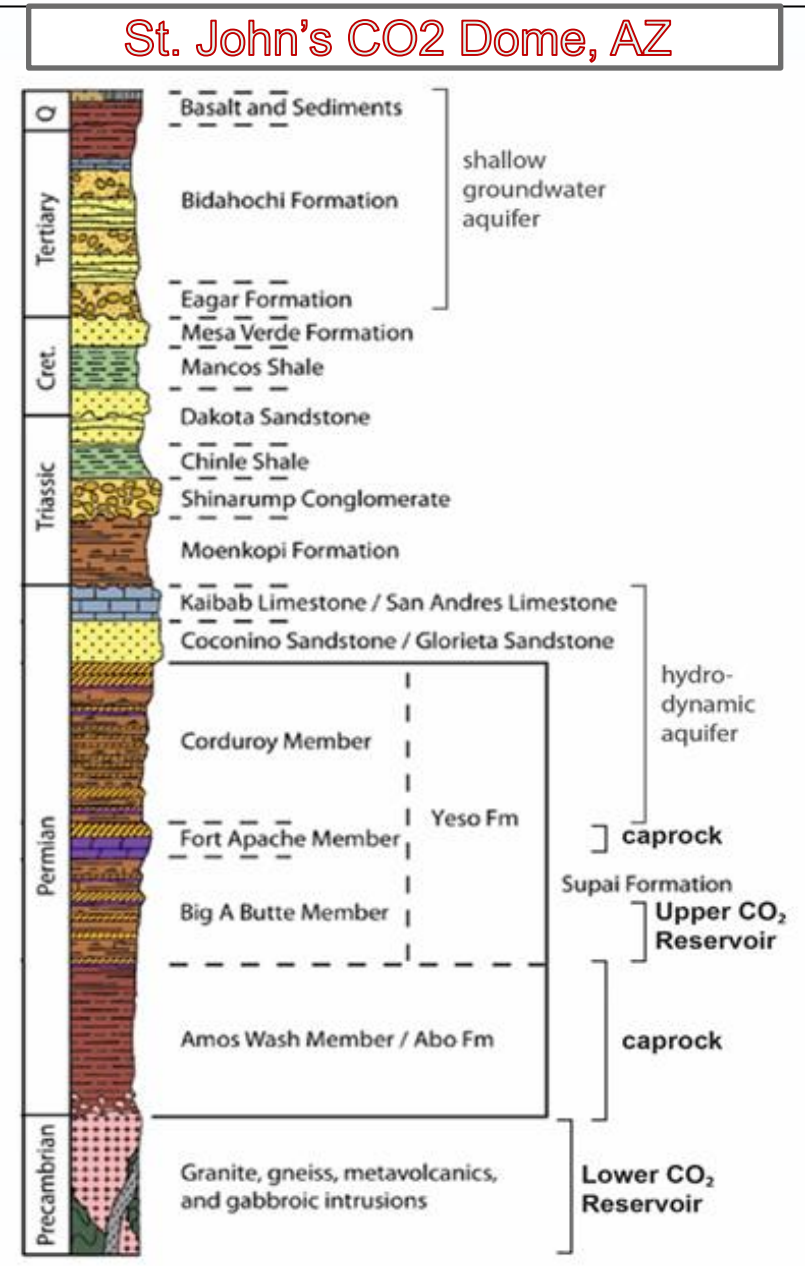 St. John's CO2 Dome, AZ
Q
Basalt and Sediments
shallow
groundwater
aquifer
Tertiary
Bidahochi Formation
Eagar Formation
Cret.
Mesa Verde Formation
Mancos Shale
Dakota Sandstone
Triassic
Chinle Shale
Shinarump Conglomerate
Moenkopi Formation
Permian
Kaibab Limestone / San Andres Limestone
Coconino Sandstone / Glorieta Sandstone
hydro-
dynamic
aquifer
Corduroy Member
Yeso Fm
Fort Apache Member
caprock
Supai Formation
Big A Butte Member
Upper CO₂
Reservoir
Amos Wash Member / Abo Fm
caprock
Precambrian
Granite, gneiss, metavolcanics,
and gabbroic intrusions
Lower CO₂
Reservoir